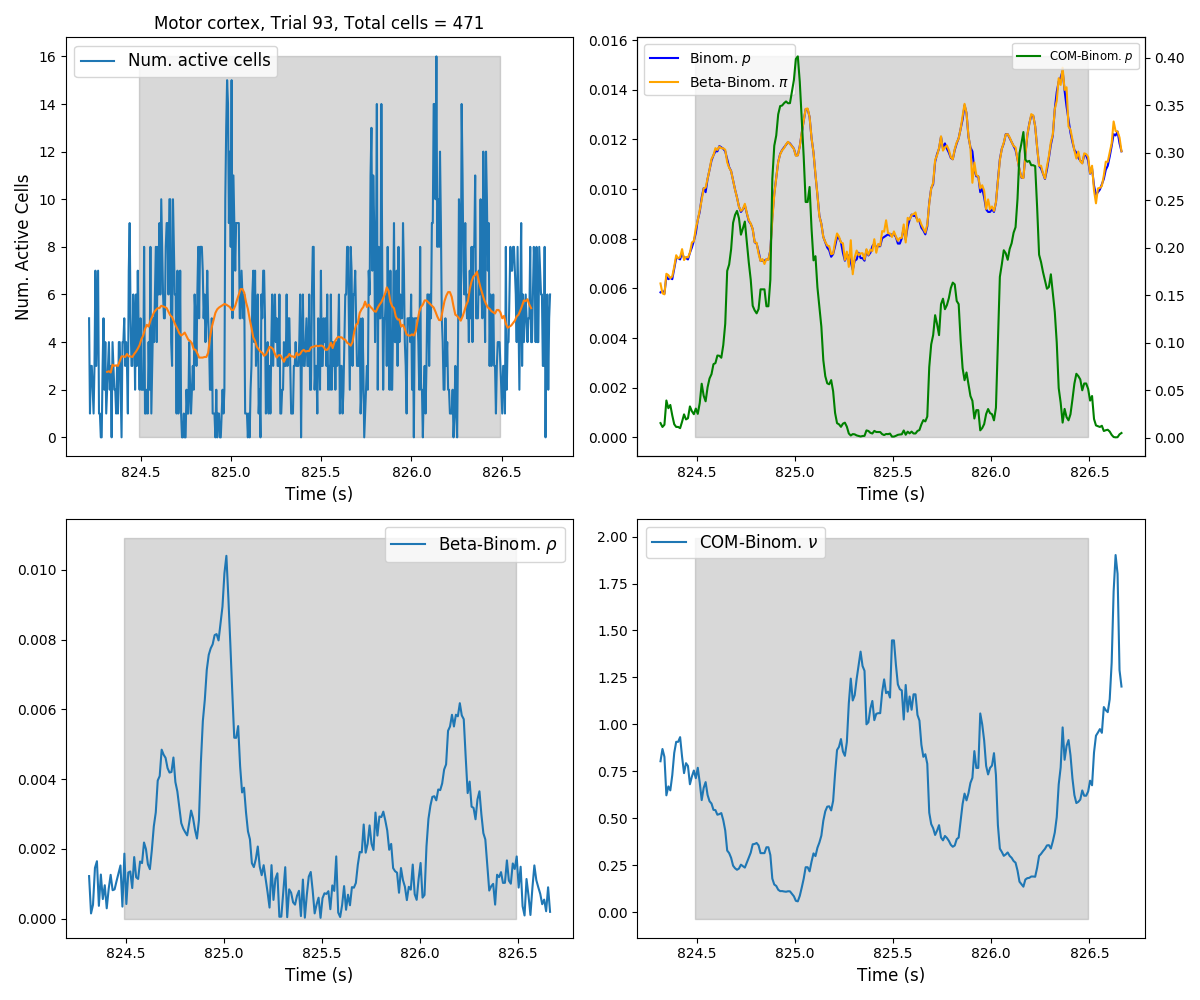 Motor cortex, Trial 93, Total cells = 471
Num. active cells
Num. Active Cells
16
14
12
10
8
6
4
2
0
824.5 825.0 825.5 826.0 826.5
Time (s)
Binom. p
Beta-Binom. π
COM-Binom. p
0.016
0.014
0.012
0.010
0.008
0.006
0.004
0.002
0.000
0.40
0.35
0.30
0.25
0.20
0.15
0.10
0.05
0.00
824.5 825.0 825.5 826.0 826.5
Time (s)
Beta-Binom. ρ
0.010
0.008
0.006
0.004
0.002
0.000
824.5 825.0 825.5 826.0 826.5
Time (s)
COM-Binom. ν
2.00
1.75
1.50
1.25
1.00
0.75
0.50
0.25
0.00
824.5 825.0 825.5 826.0 826.5
Time (s)